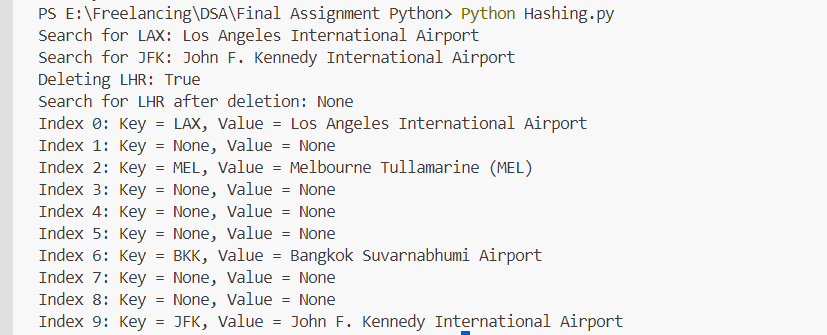 PS E:\Freelancing\DSA\Final Assignment Python> Python Hashing.py
Search for LAX: Los Angeles International Airport
Search for JFK: John F. Kennedy International Airport
Deleting LHR: True
Search for LHR after deletion: None
Index 0: Key = LAX, Value = Los Angeles International Airport
Index 1: Key = None, Value = None
Index 2: Key = MEL, Value = Melbourne Tullamarine (MEL)
Index 3: Key = None, Value = None
Index 4: Key = None, Value = None
Index 5: Key = None, Value = None
Index 6: Key = BKK, Value = Bangkok Suvarnabhumi Airport
Index 7: Key = None, Value = None
Index 8: Key = None, Value = None
Index 9: Key = JFK, Value = John F. Kennedy International Airport